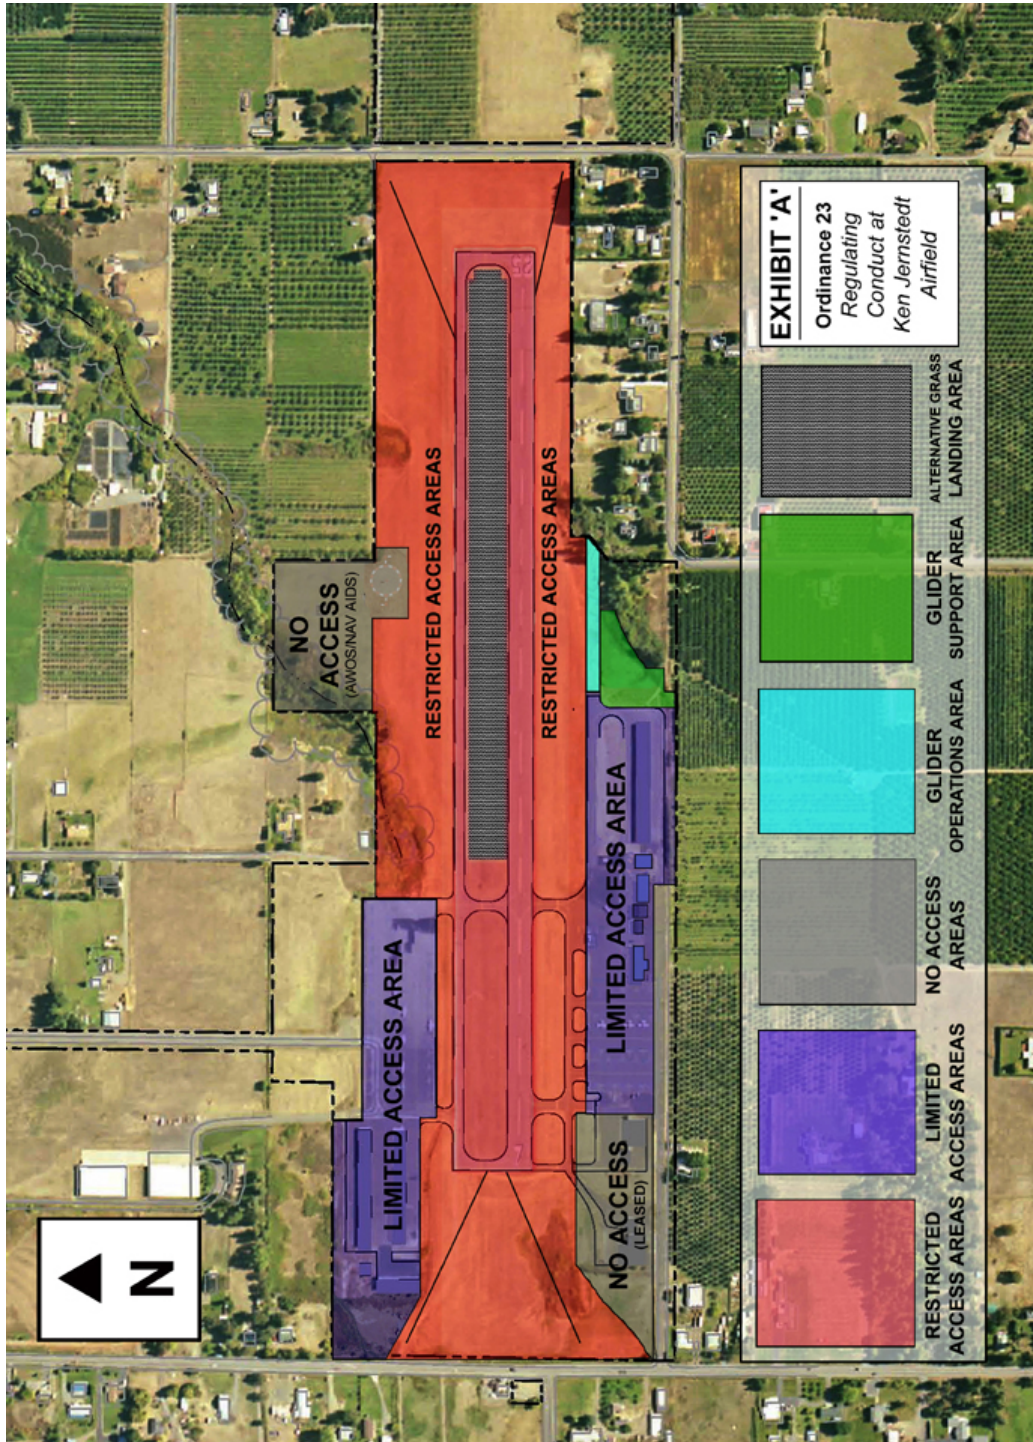 N
NO
ACCESS
(AWOS/NAV AIDS)
LIMITED ACCESS AREA
RESTRICTED ACCESS AREAS
RESTRICTED ACCESS AREAS
LIMITED ACCESS AREA
NO ACCESS
(LEASED)
RESTRICTED
ACCESS AREAS
LIMITED
ACCESS AREAS
NO ACCESS
AREAS
GLIDER
OPERATIONS AREA
GLIDER
SUPPORT AREA
ALTERNATIVE GRASS
LANDING AREA
EXHIBIT 'A'
Ordinance 23
Regulating
Conduct at
Ken Jernstedt
Airfield